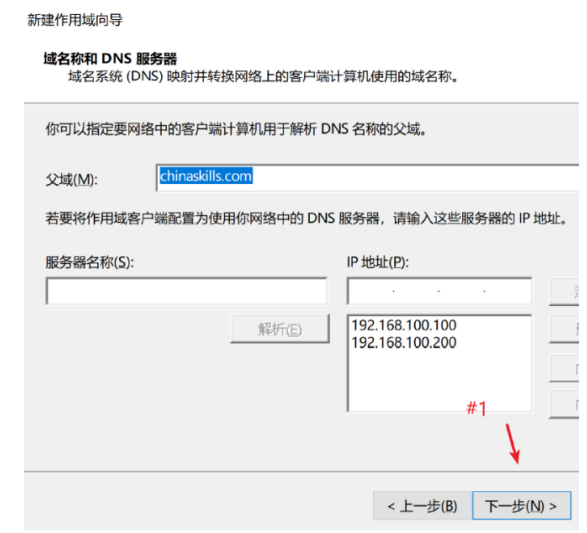 新建作用域向导
域名称和 DNS 服务器
域名系统 (DNS) 映射并转换网络上的客户端计算机使用的域名称。
你可以指定要网络中的客户端计算机用于解析 DNS 名称的父域。
父域(M): chinaskills.com
若要将作用域客户端配置为使用你网络中的 DNS 服务器，请输入这些服务器的 IP 地址。
服务器名称(S): IP 地址(P):
解析(E)
192.168.100.100
192.168.100.200
#1
< 上一步(B) 下一步(N) >